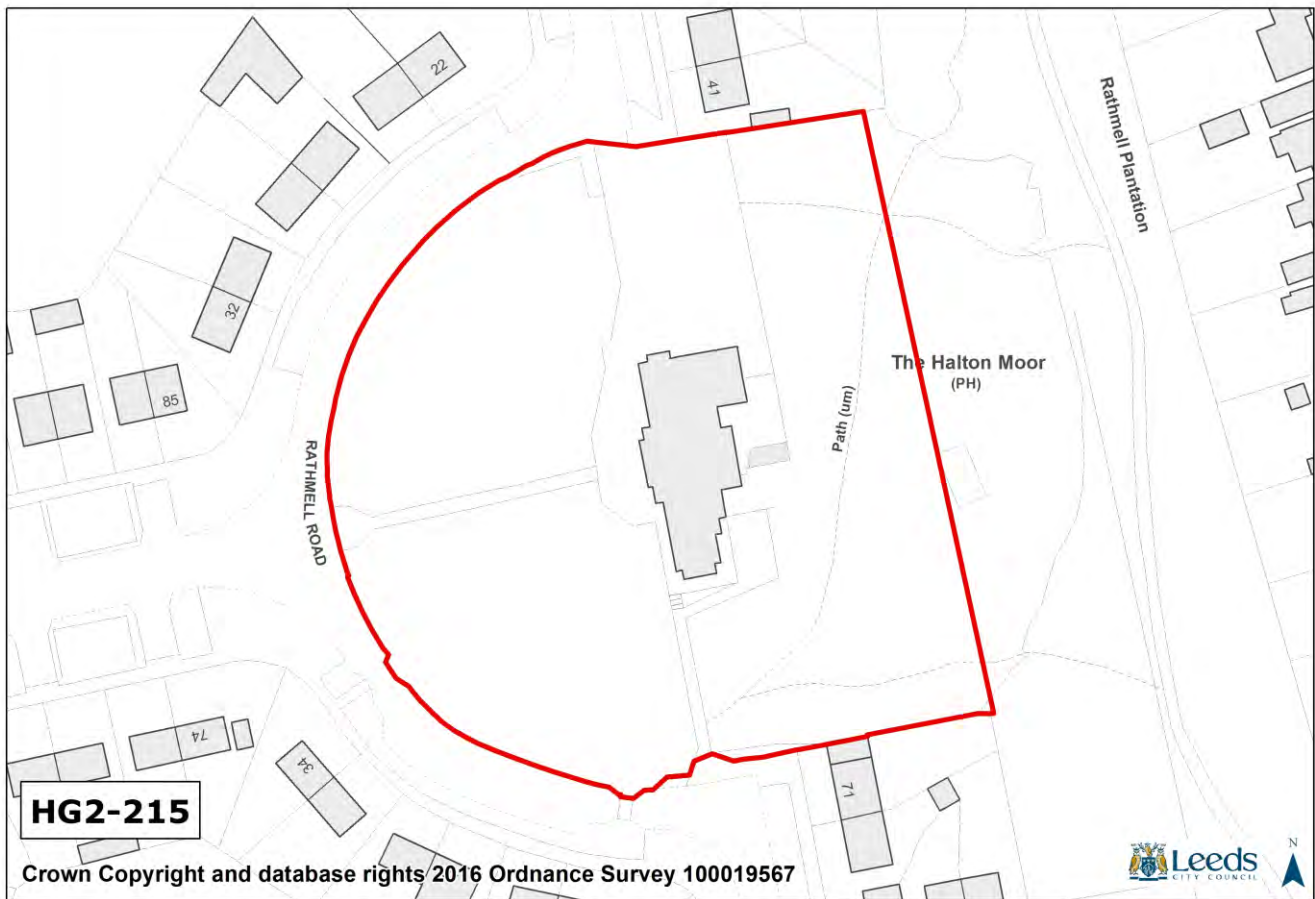 22
41
Rathmell Plantation
32
85
The Halton Moor
(PH)
Path (um)
RATHMELL ROAD
74
34
71
HG2-215
Crown Copyright and database rights 2016 Ordnance Survey 100019567
Leeds
CITY COUNCIL
N